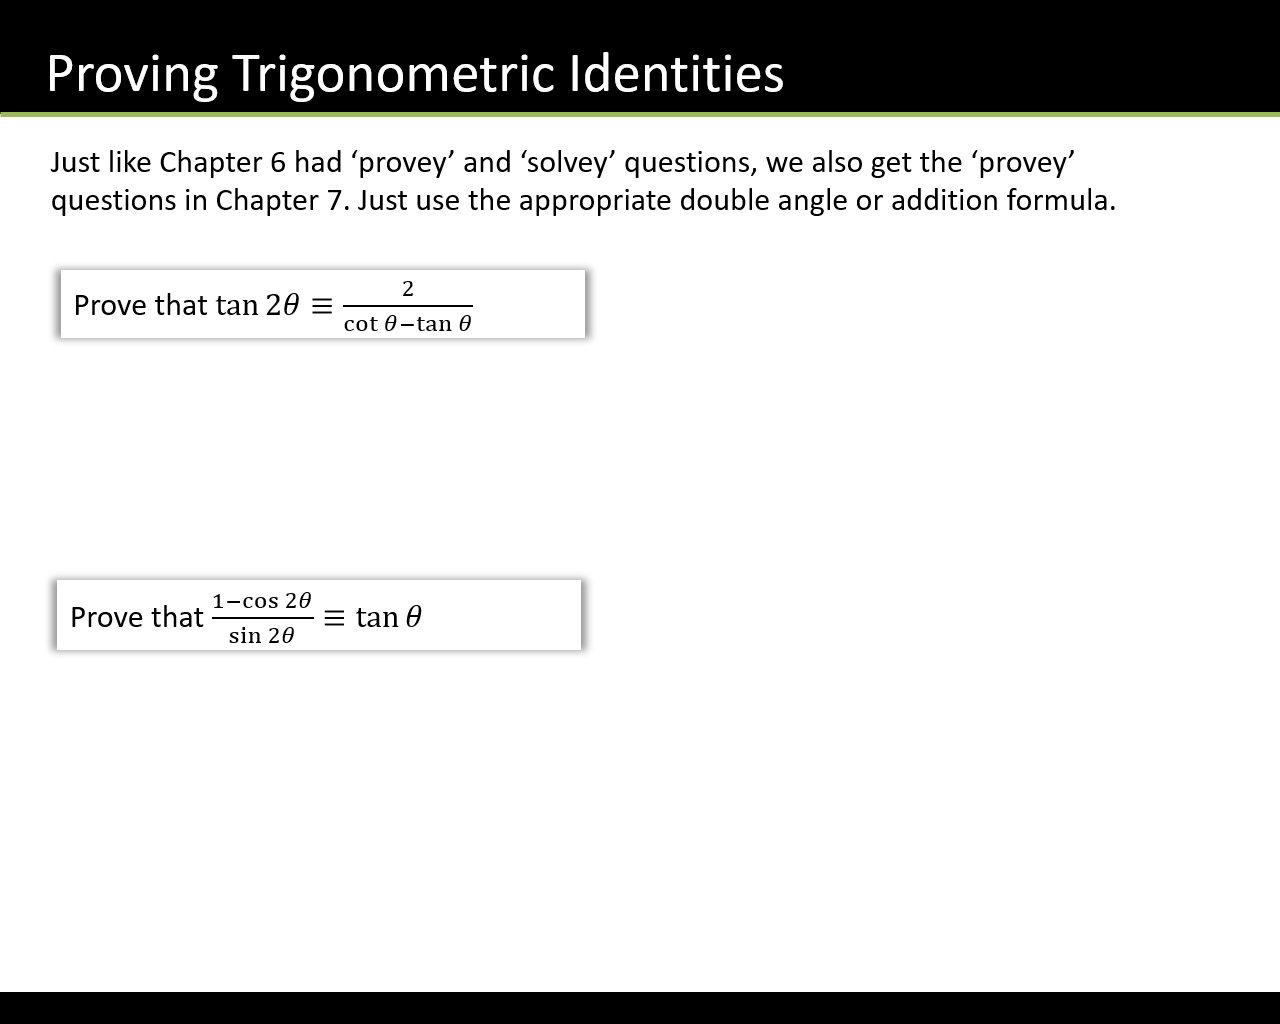 Proving Trigonometric Identities
Just like Chapter 6 had ‘provey’ and ‘solvey’ questions, we also get the ‘provey’
questions in Chapter 7. Just use the appropriate double angle or addition formula.
Prove that tan 2θ ≡ 2/(cot θ−tan θ)
Prove that (1−cos 2θ)/(sin 2θ) ≡ tan θ